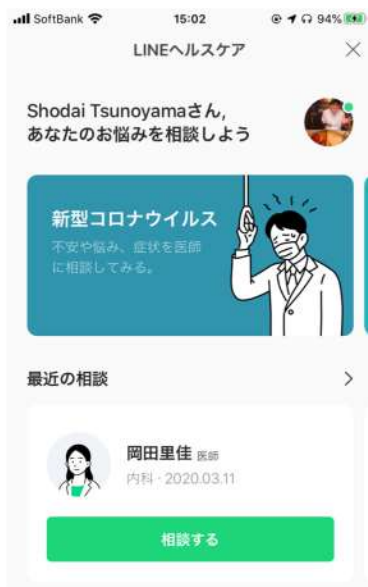 SoftBank 15:02 94%
LINEヘルスケア
Shodai Tsunoyamaさん,
あなたのお悩みを相談しよう
新型コロナウイルス
不安や悩み、症状を医師
に相談してみる。
最近の相談
岡田里佳 医師
内科・2020.03.11
相談する